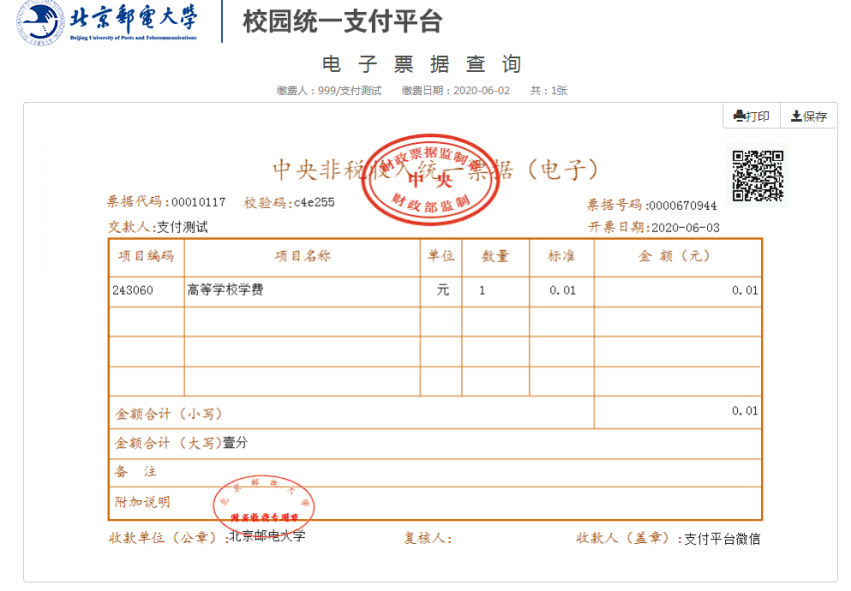 北京邮电大学
Beijing University of Posts and Telecommunications
校园统一支付平台
电子票据查询
缴费人：999/支付测试 缴费日期：2020-06-02 共：1张
打印 保存
中央非税收入统一票据（电子）
财政票据监制章
中央
财政部监制
票据代码:00010117 校验码:c4e255
票据号码:0000670944
交款人:支付测试
开票日期:2020-06-03
项目编码 项目名称 单位 数量 标准 金 额（元）
243060 高等学校学费 元 1 0.01 0.01
金额合计（小写） 0.01
金额合计（大写)壹分
备 注
附加说明
北京邮电大学
财务收费专用章
收款单位（公章）:北京邮电大学 复核人: 收款人（盖章）:支付平台微信